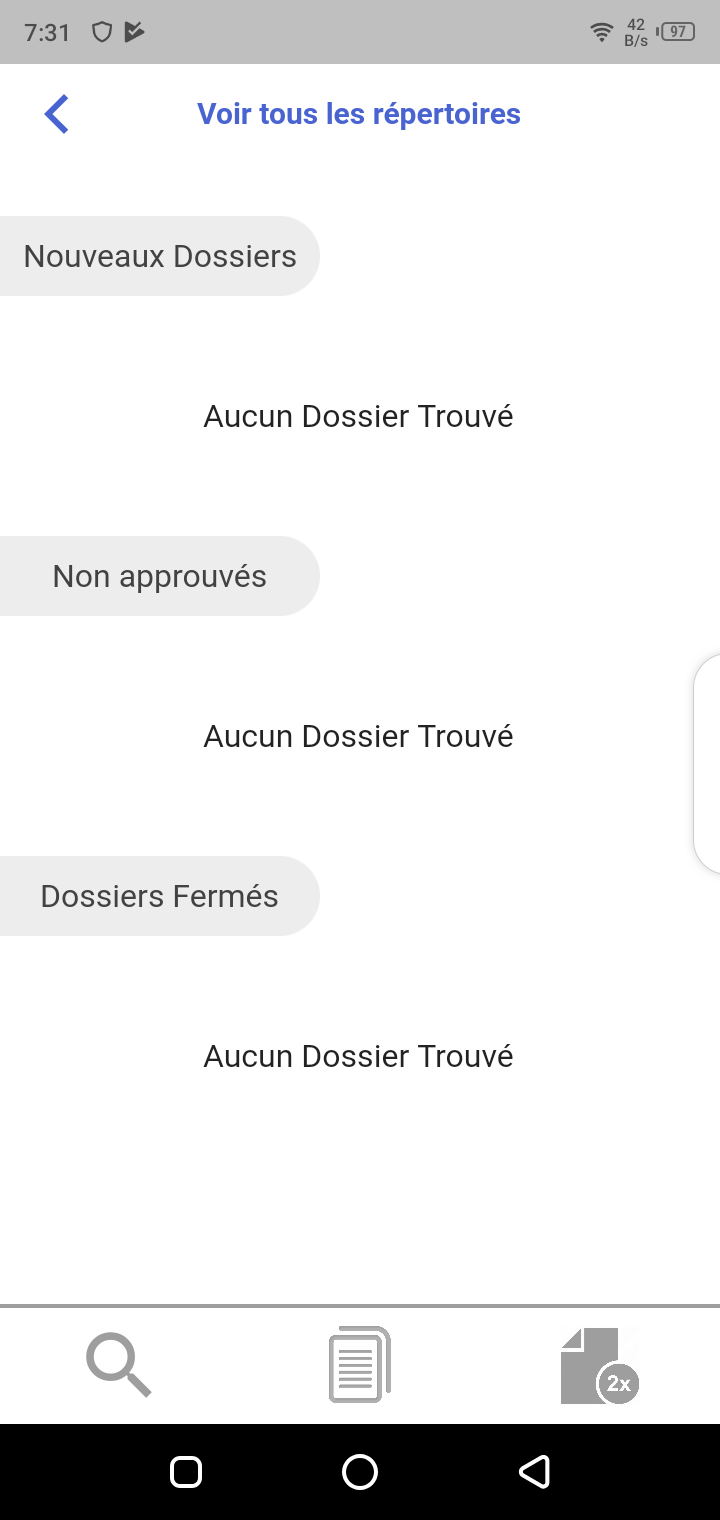 7:31
42
B/s
97
Voir tous les répertoires
Nouveaux Dossiers
Aucun Dossier Trouvé
Non approuvés
Aucun Dossier Trouvé
Dossiers Fermés
Aucun Dossier Trouvé
2x